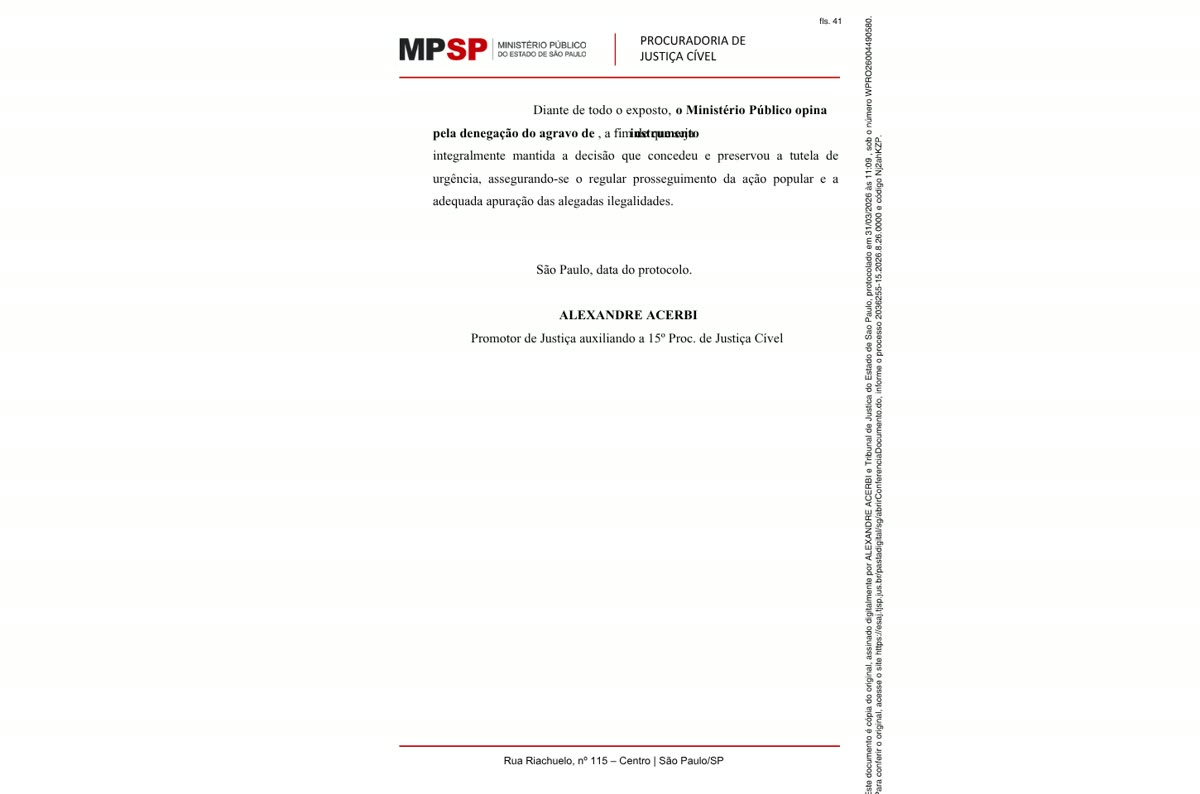 fls. 41
MPSP
MINISTÉRIO PÚBLICO
DO ESTADO DE SÃO PAULO
PROCURADORIA DE
JUSTIÇA CÍVEL
Diante de todo o exposto, o Ministério Público opina
pela denegação do agravo de , a fim
integralmente mantida a decisão que concedeu e preservou a tutela de
urgência, assegurando-se o regular prosseguimento da ação popular e a
adequada apuração das alegadas ilegalidades.
São Paulo, data do protocolo.
ALEXANDRE ACERBI
Promotor de Justiça auxiliando a 15º Proc. de Justiça Cível
Rua Riachuelo, nº 115 – Centro | São Paulo/SP
Este documento é cópia do original, assinado digitalmente por ALEXANDRE ACERBI e Tribunal de Justica do Estado de Sao Paulo, protocolado em 31/03/2026 às 11:09 , sob o número WPRO26004490580.
Para conferir o original, acesse o site https://esaj.tjsp.jus.br/pastadigital/sg/abrirConferenciaDocumento.do, informe o processo 2036255-15.2026.8.26.0000 e código Nj2ahKZP.